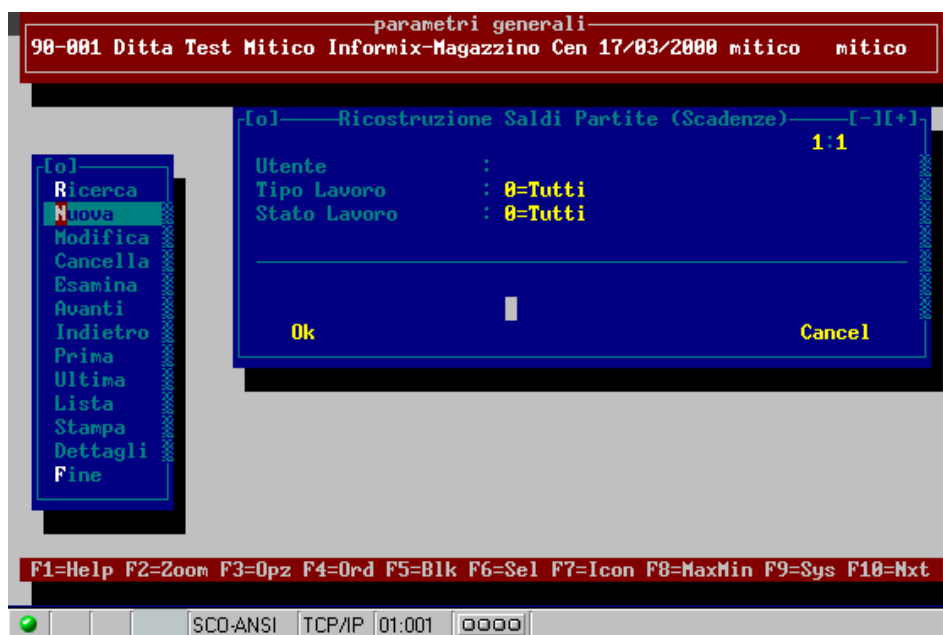 parametri generali
90-001 Ditta Test Mitico Informix-Magazzino Cen 17/03/2000 mitico mitico
[o] Ricostruzione Saldi Partite (Scadenze) [-][+]
1:1
Utente :
Tipo Lavoro : 0=Tutti
Stato Lavoro : 0=Tutti
Ok Cancel
[o]
Ricerca
Nuova
Modifica
Cancella
Esamina
Avanti
Indietro
Prima
Ultima
Lista
Stampa
Dettagli
Fine
F1=Help F2=Zoom F3=Opz F4=Ord F5=Blk F6=Sel F7=Icon F8=MaxMin F9=Sys F10=Nxt
SCO-ANSI TCP/IP 01:001